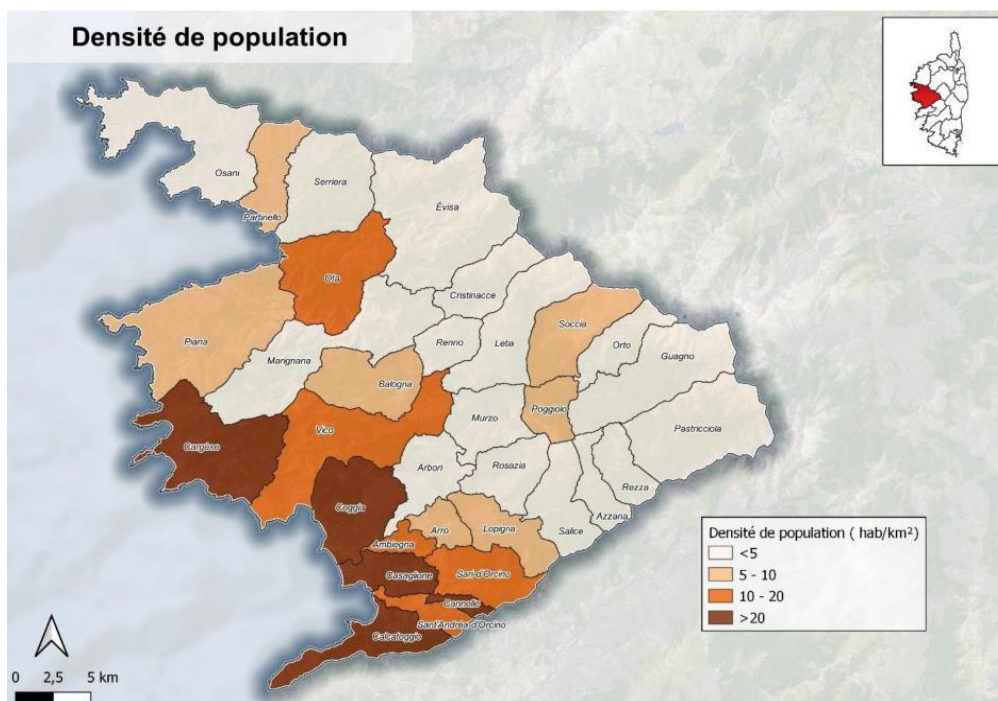 Densité de population
Osani
Partinello
Serriera
Évisa
Ota
Cristinacce
Piana
Marignana
Renno
Letia
Soccia
Orto
Guagno
Balogna
Poggiolo
Murzo
Pastricciola
Cargèse
Vico
Arbori
Rosazia
Rezza
Coggia
Azzana
Salice
Arro
Lopigna
Ambiegna
Casaglione
Sari-d'Orcino
Cannelle
Sant'Andréa-d'Orcino
Calcatoggio
Densité de population ( hab/km²)
<5
5 - 10
10 - 20
>20
0 2,5 5 km